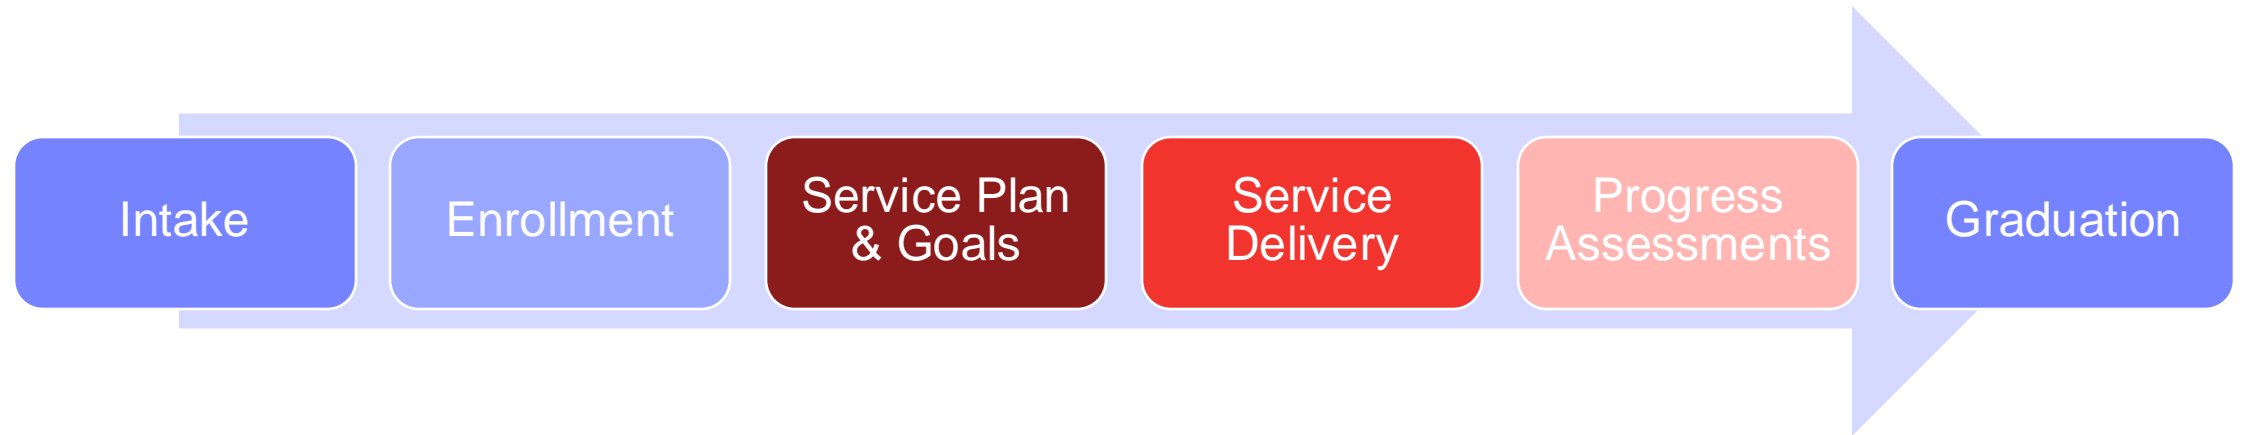 Intake
Enrollment
Service Plan
& Goals
Service
Delivery
Progress
Assessments
Graduation